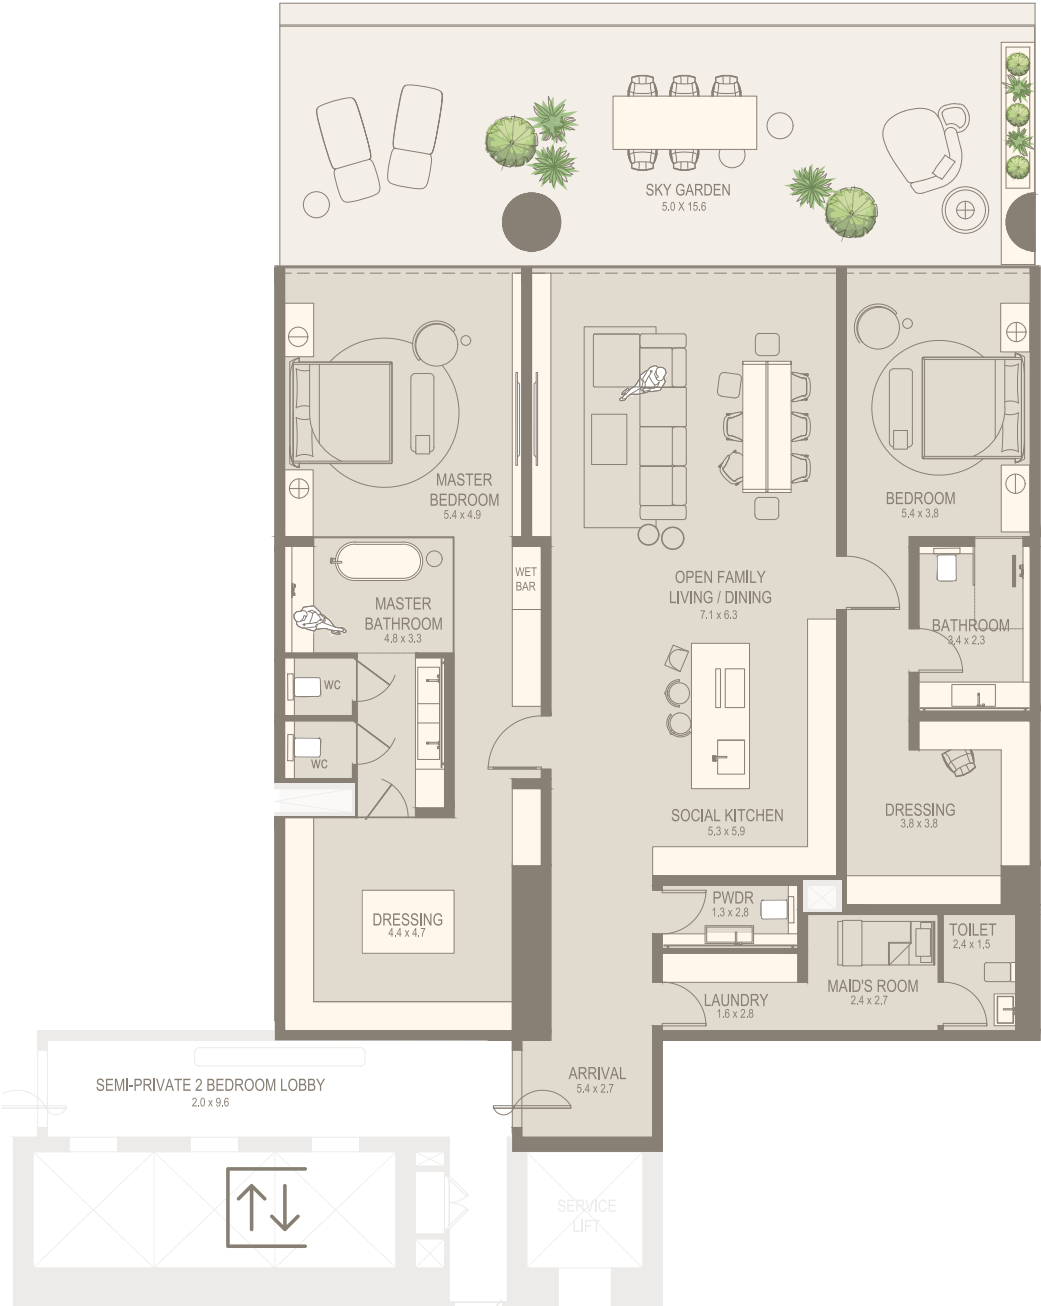 SKY GARDEN
5.0 X 15.6
MASTER
BEDROOM
5.4 x 4.9
BEDROOM
5.4 x 3.8
WET
BAR
OPEN FAMILY
LIVING / DINING
7.1 x 6.3
MASTER
BATHROOM
4.8 x 3.3
BATHROOM
3.4 x 2.3
WC
WC
SOCIAL KITCHEN
5.3 x 5.9
DRESSING
3.8 x 3.8
DRESSING
4.4 x 4.7
PWDR
1.3 x 2.8
TOILET
2.4 x 1.5
MAID'S ROOM
2.4 x 2.7
LAUNDRY
1.6 x 2.8
ARRIVAL
5.4 x 2.7
SEMI-PRIVATE 2 BEDROOM LOBBY
2.0 x 9.6
SERVICE
LIFT